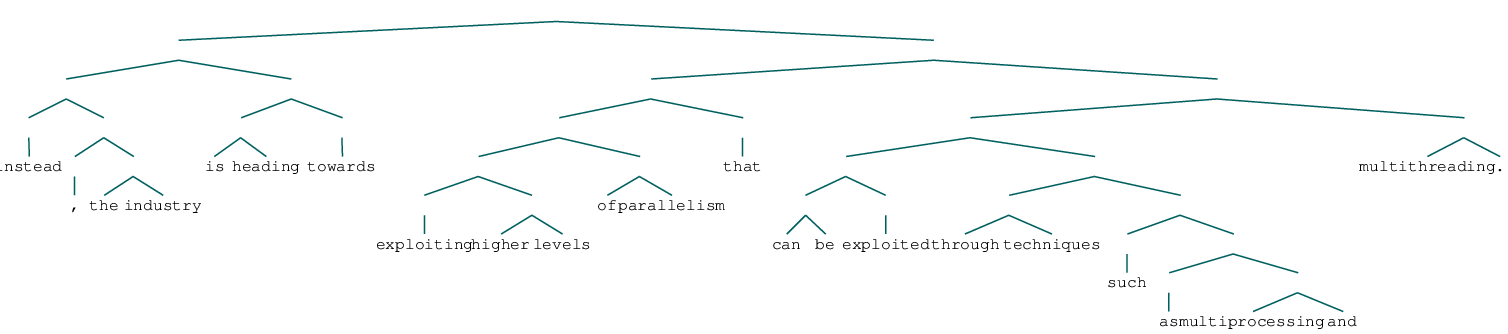 instead is heading towards that multithreading.
, the industry of parallelism
exploiting higher levels can be exploited through techniques
such
as multiprocessing and